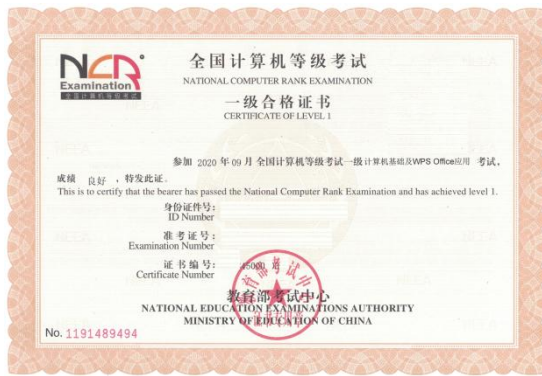 NCR
Examination
全国计算机等级考试
全国计算机等级考试
NATIONAL COMPUTER RANK EXAMINATION
一级合格证书
CERTIFICATE OF LEVEL 1
参加 2020 年 09 月 全国计算机等级考试一级 计算机基础及WPS Office应用 考试,
成绩 良好 ,特发此证。
This is to certify that the bearer has passed the National Computer Rank Examination and has achieved level 1.
身份证件号:
ID Number
准考证号:
Examination Number
证书编号:
Certificate Number
教育部考试中心
NATIONAL EDUCATION EXAMINATIONS AUTHORITY
MINISTRY OF EDUCATION OF CHINA
No. 1191489494